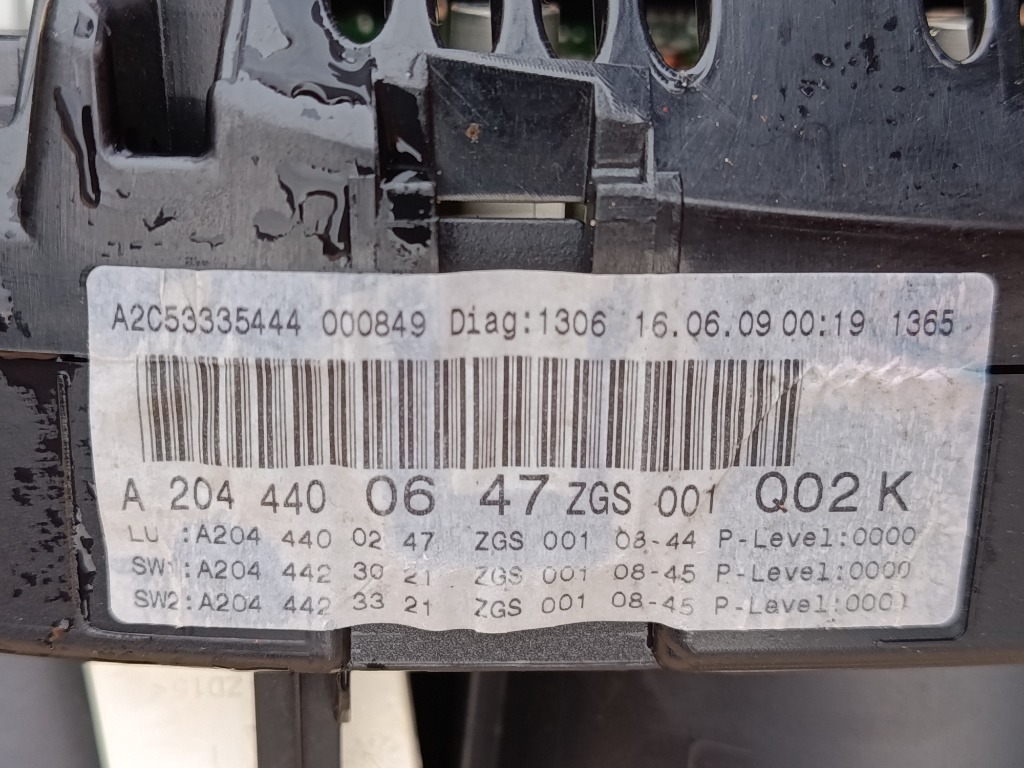 A2C53335444 000849 Diag:1306 16.06.09 00:19 1365
A 204 440 06 47 ZGS 001 Q02 K
LU :A204 440 02 47 ZGS 001 08-44 P-Level:0000
SW1:A204 442 30 21 ZGS 001 08-45 P-Level:0000
SW2:A204 442 33 21 ZGS 001 08-45 P-Level:0001